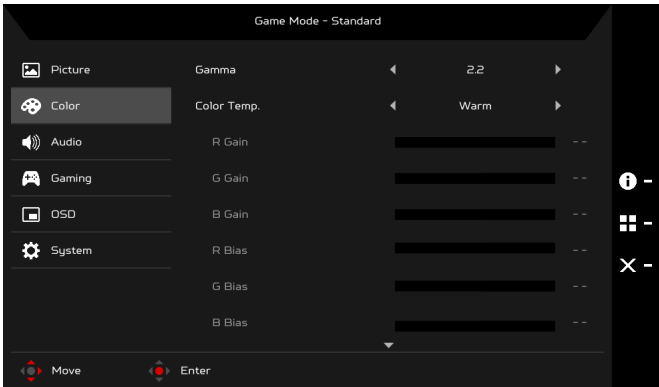 Game Mode - Standard
Picture
Gamma 2.2
Color
Color Temp. Warm
Audio
R Gain - -
Gaming
G Gain - -
OSD
B Gain - -
System
R Bias - -
G Bias - -
B Bias - -
Move
Enter